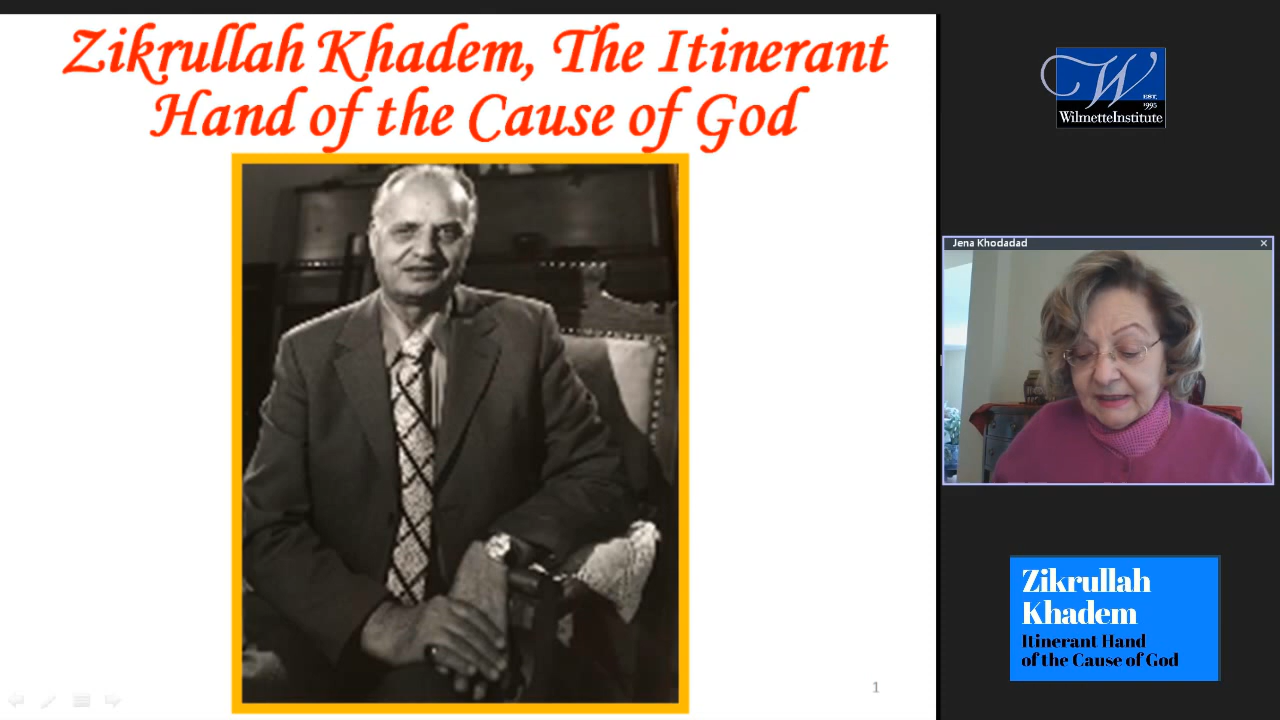 Zikrullah Khadem, The Itinerant
Hand of the Cause of God
1
W
EST.
1995
WilmetteInstitute
Jena Khodadad
Zikrullah
Khadem
Itinerant Hand
of the Cause of God